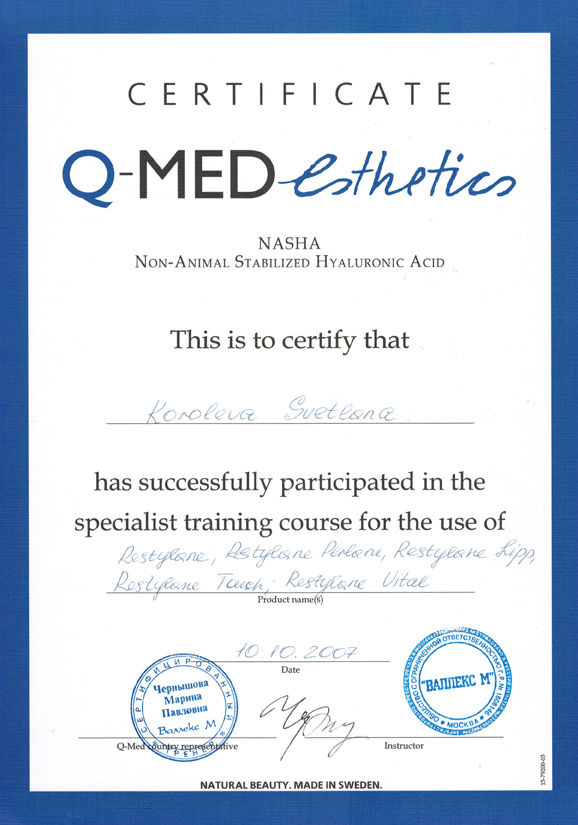 CERTIFICATE
Q-MED esthetics
NASHA
NON-ANIMAL STABILIZED HYALURONIC ACID
This is to certify that
Koroleva Svetlana
has successfully participated in the
specialist training course for the use of
Restylane, Restylane Perlane, Restylane Lipp,
Restylane Touch, Restylane Vital
Product name(s)
10.10.2007
Date
СЕРТИФИЦИРОВАННЫЙ
ТРЕНЕР
Чернышова
Марина
Павловна
Валлекс М
ОБЩЕСТВО С ОГРАНИЧЕННОЙ ОТВЕТСТВЕННОСТЬЮ
"ВАЛЛЕКС М"
МОСКВА
Q-Med country representative
Instructor
NATURAL BEAUTY. MADE IN SWEDEN.
15-79200-03